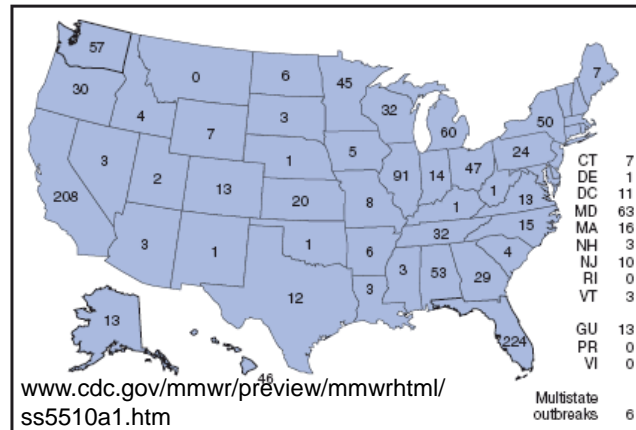 57
0
6
45
7
30
4
3
32
60
50
7
5
24
3
1
91
14
47
1
13
208
2
13
20
8
1
32
15
3
1
1
6
4
3
53
29
3
12
224
13
46
CT 7
DE 1
DC 11
MD 63
MA 16
NH 3
NJ 10
RI 0
VT 3
GU 13
PR 0
VI 0
Multistate
outbreaks 6
www.cdc.gov/mmwr/preview/mmwrhtml/
ss5510a1.htm